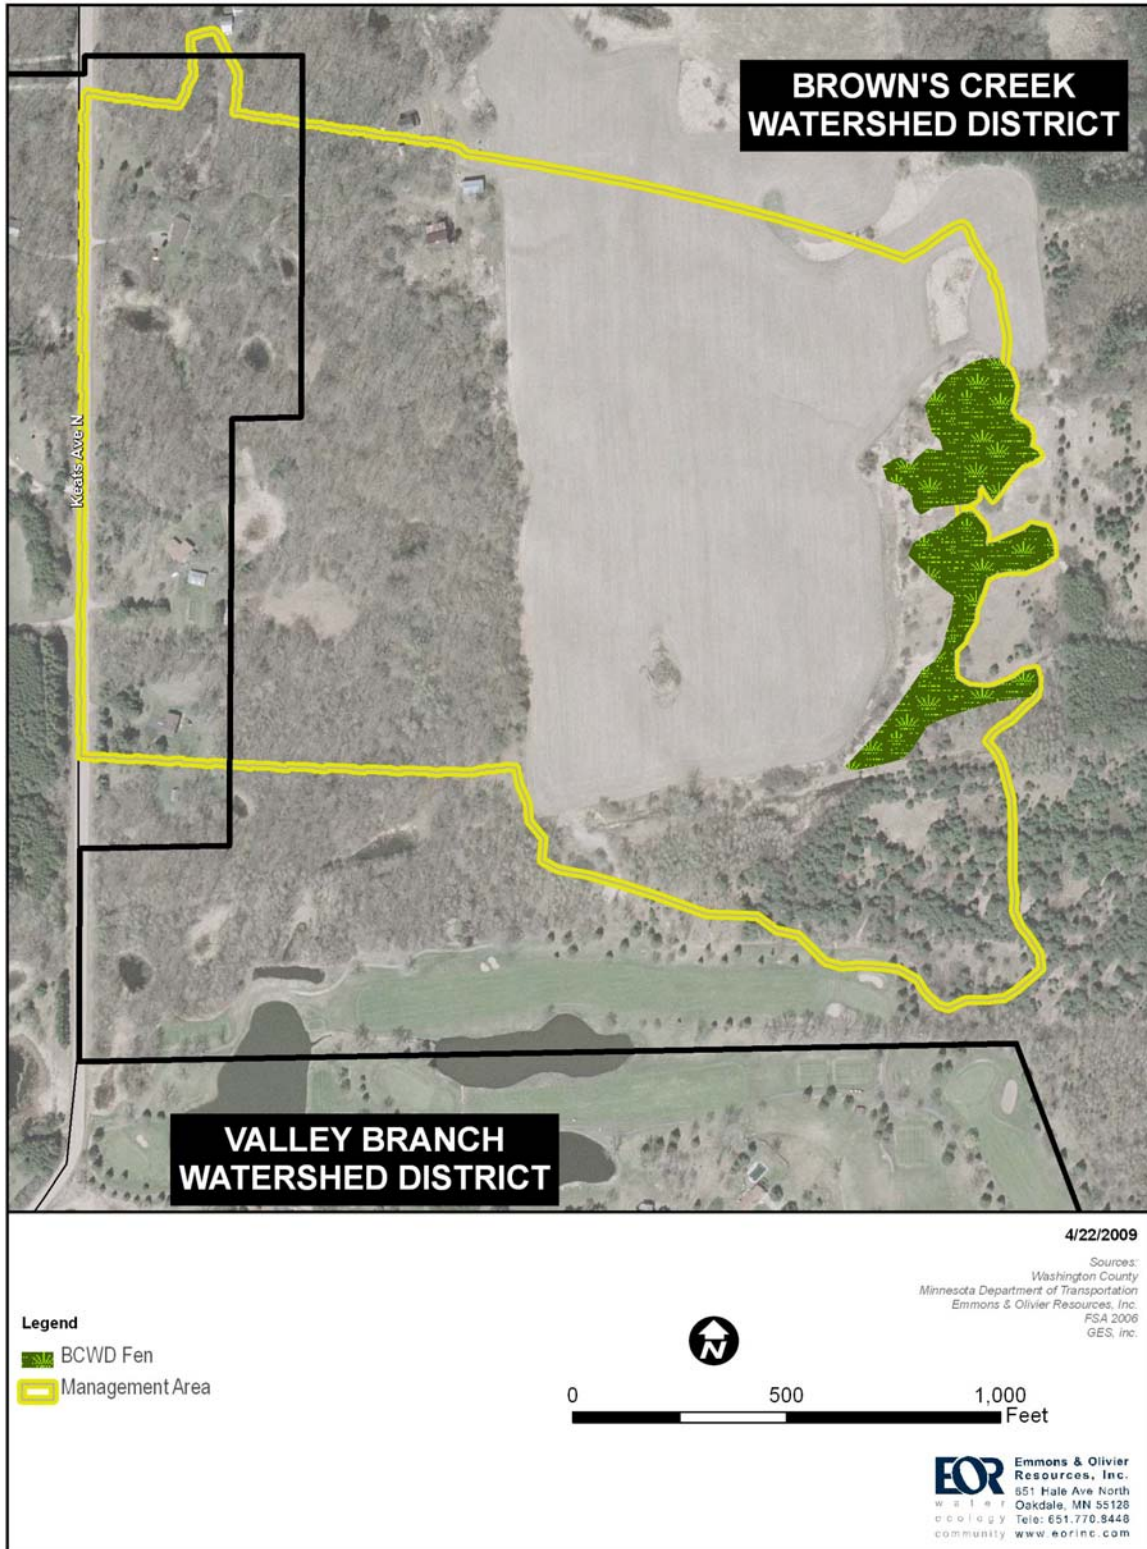 BROWN'S CREEK
WATERSHED DISTRICT
Keats Ave N
VALLEY BRANCH
WATERSHED DISTRICT
4/22/2009
Sources:
Washington County
Minnesota Department of Transportation
Emmons & Olivier Resources, Inc.
FSA 2006
GES, inc.
Legend
BCWD Fen
Management Area
N
0 500 1,000
Feet
EOR
water
ecology
community
Emmons & Olivier
Resources, Inc.
651 Hale Ave North
Oakdale, MN 55128
Tele: 651.770.8448
www.eorinc.com